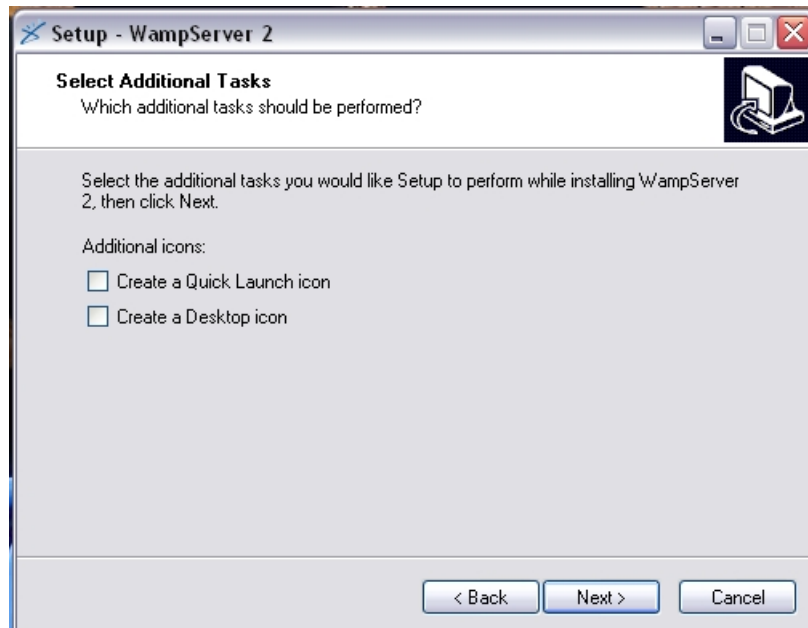 Setup - WampServer 2
Select Additional Tasks
Which additional tasks should be performed?
Select the additional tasks you would like Setup to perform while installing WampServer
2, then click Next.
Additional icons:
Create a Quick Launch icon
Create a Desktop icon
< Back
Next >
Cancel